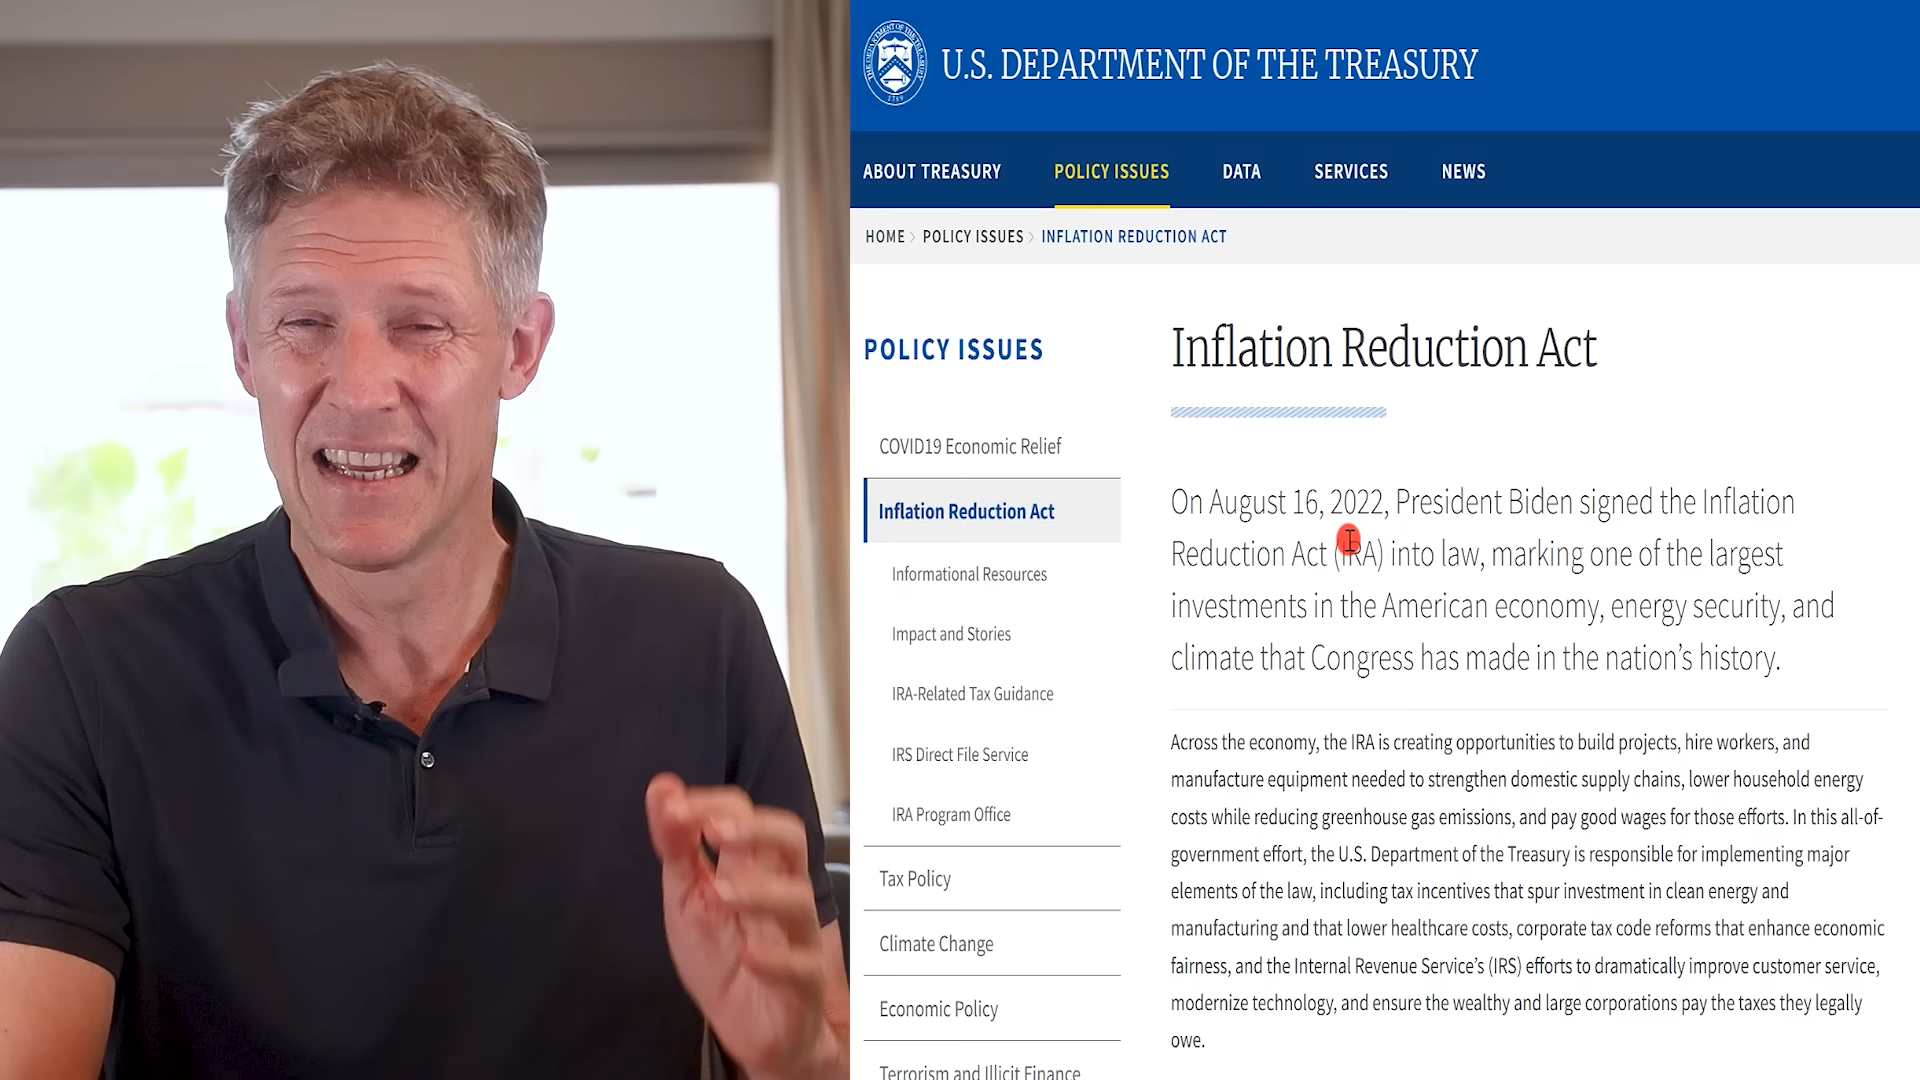 U.S. DEPARTMENT OF THE TREASURY
1789
ABOUT TREASURY
POLICY ISSUES
DATA
SERVICES
NEWS
HOME > POLICY ISSUES > INFLATION REDUCTION ACT
POLICY ISSUES
COVID19 Economic Relief
Inflation Reduction Act
Informational Resources
Impact and Stories
IRA-Related Tax Guidance
IRS Direct File Service
IRA Program Office
Tax Policy
Climate Change
Economic Policy
Terrorism and Illicit Finance
Inflation Reduction Act
On August 16, 2022, President Biden signed the Inflation
Reduction Act (IRA) into law, marking one of the largest
investments in the American economy, energy security, and
climate that Congress has made in the nation’s history.
Across the economy, the IRA is creating opportunities to build projects, hire workers, and
manufacture equipment needed to strengthen domestic supply chains, lower household energy
costs while reducing greenhouse gas emissions, and pay good wages for those efforts. In this all-of-
government effort, the U.S. Department of the Treasury is responsible for implementing major
elements of the law, including tax incentives that spur investment in clean energy and
manufacturing and that lower healthcare costs, corporate tax code reforms that enhance economic
fairness, and the Internal Revenue Service’s (IRS) efforts to dramatically improve customer service,
modernize technology, and ensure the wealthy and large corporations pay the taxes they legally
owe.